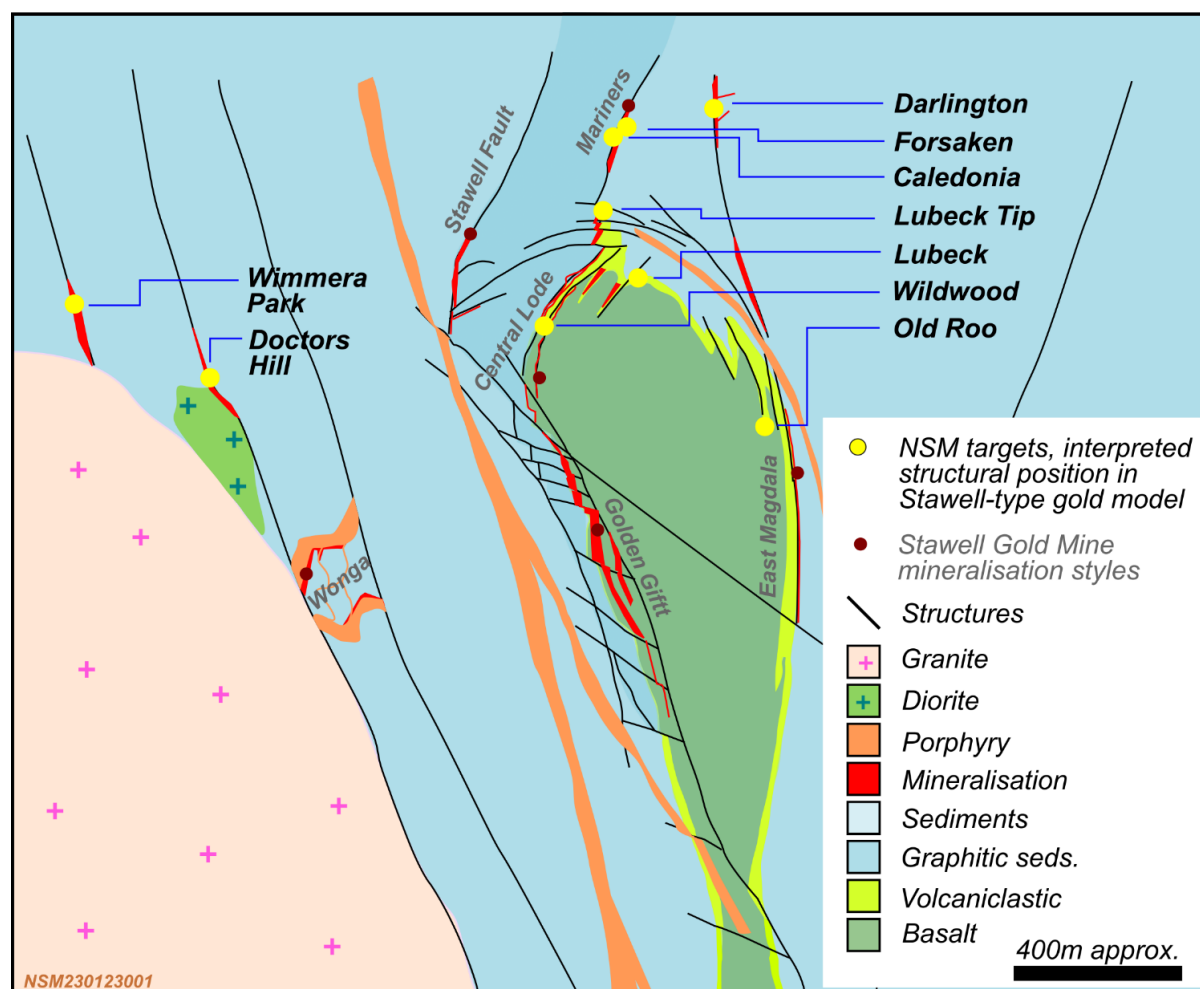 Stawell Fault
Mariners
Darlington
Forsaken
Caledonia
Lubeck Tip
Lubeck
Wildwood
Old Roo
Wimmera
Park
Doctors
Hill
Central Lode
Golden Giftt
East Magdala
Wonga
NSM targets, interpreted
structural position in
Stawell-type gold model
Stawell Gold Mine
mineralisation styles
Structures
Granite
Diorite
Porphyry
Mineralisation
Sediments
Graphitic seds.
Volcaniclastic
Basalt
400m approx.
NSM230123001